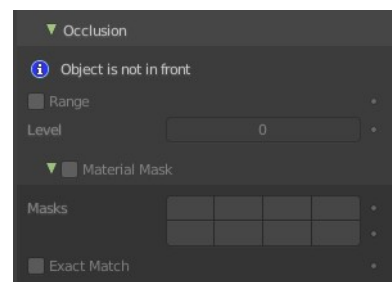 Occlusion
Object is not in front
Range
Level 0
Material Mask
Masks
Exact Match